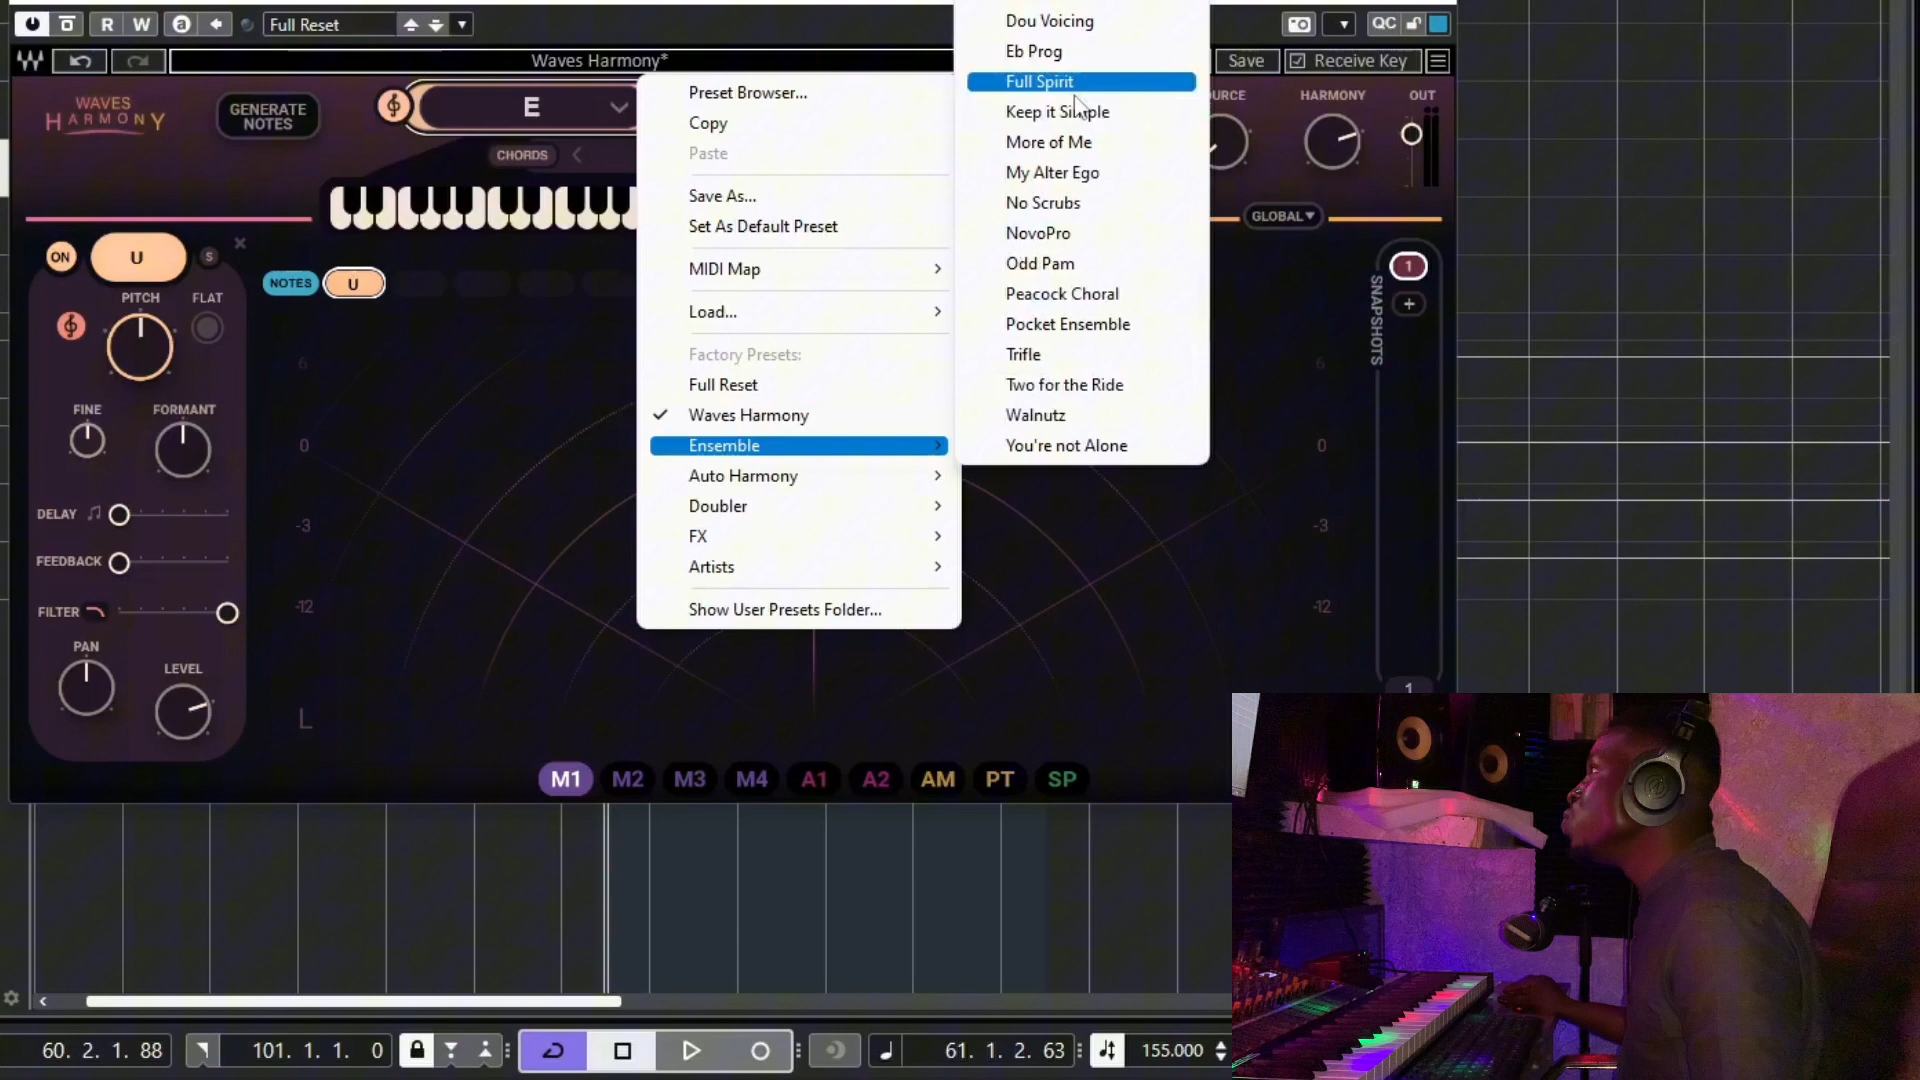 R W a Full Reset
QC
Waves Harmony*
Save
Receive Key
WAVES
HARMONY
GENERATE
NOTES
E
CHORDS
HARMONY
OUT
GLOBAL
ON
U
S
NOTES
U
PITCH
FLAT
FINE
FORMANT
DELAY
FEEDBACK
FILTER
PAN
LEVEL
6
0
-3
-12
L
Preset Browser...
Copy
Paste
Save As...
Set As Default Preset
MIDI Map
Load...
Factory Presets:
Full Reset
Waves Harmony
Ensemble
Auto Harmony
Doubler
FX
Artists
Show User Presets Folder...
Dou Voicing
Eb Prog
Full Spirit
Keep it Simple
More of Me
My Alter Ego
No Scrubs
NovoPro
Odd Pam
Peacock Choral
Pocket Ensemble
Trifle
Two for the Ride
Walnutz
You're not Alone
6
0
-3
-12
SNAPSHOTS
1
+
1
M1 M2 M3 M4 A1 A2 AM PT SP
60. 2. 1. 88
101. 1. 1. 0
61. 1. 2. 63
155.000